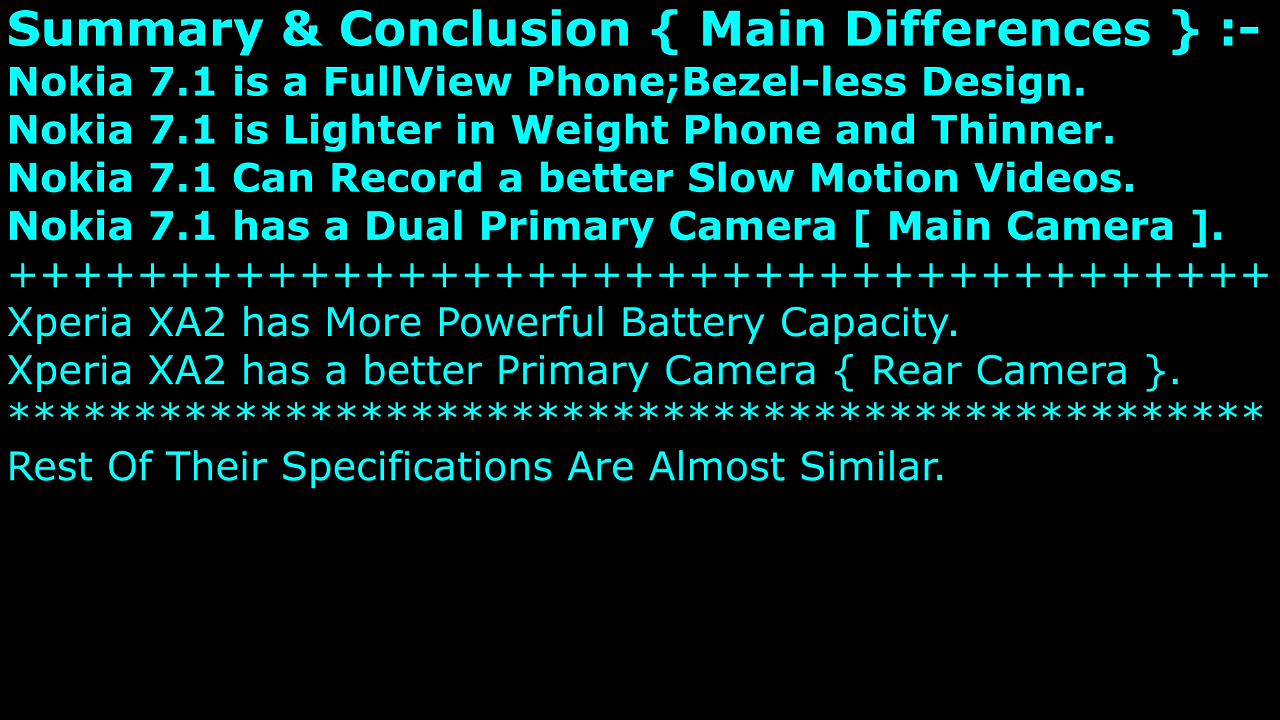 Summary & Conclusion { Main Differences } :-
Nokia 7.1 is a FullView Phone;Bezel-less Design.
Nokia 7.1 is Lighter in Weight Phone and Thinner.
Nokia 7.1 Can Record a better Slow Motion Videos.
Nokia 7.1 has a Dual Primary Camera [ Main Camera ].
+++++++++++++++++++++++++++++++++++++++
Xperia XA2 has More Powerful Battery Capacity.
Xperia XA2 has a better Primary Camera { Rear Camera }.
**************************************************
Rest Of Their Specifications Are Almost Similar.